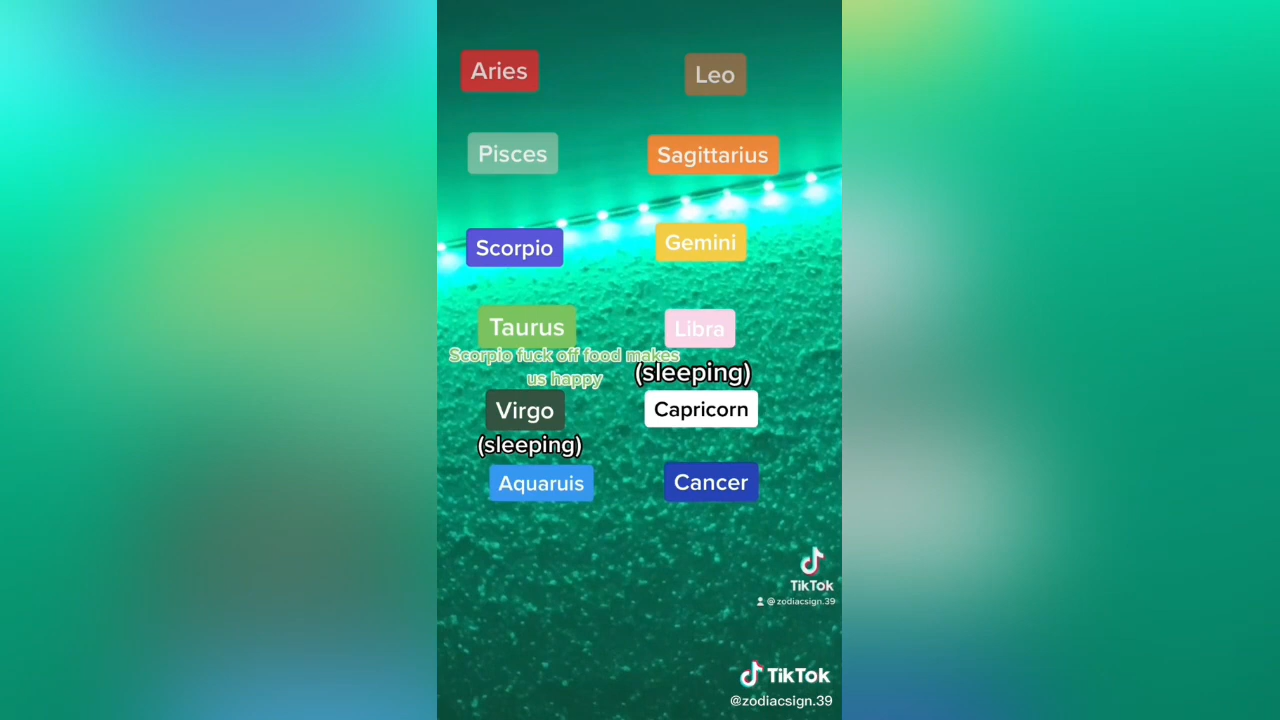 Aries
Leo
Pisces
Sagittarius
Scorpio
Gemini
Taurus
Libra
Scorpio fuck off food makes
us happy
(sleeping)
Virgo
Capricorn
(sleeping)
Aquaruis
Cancer
TikTok
@zodiacsign.39
TikTok
@zodiacsign.39